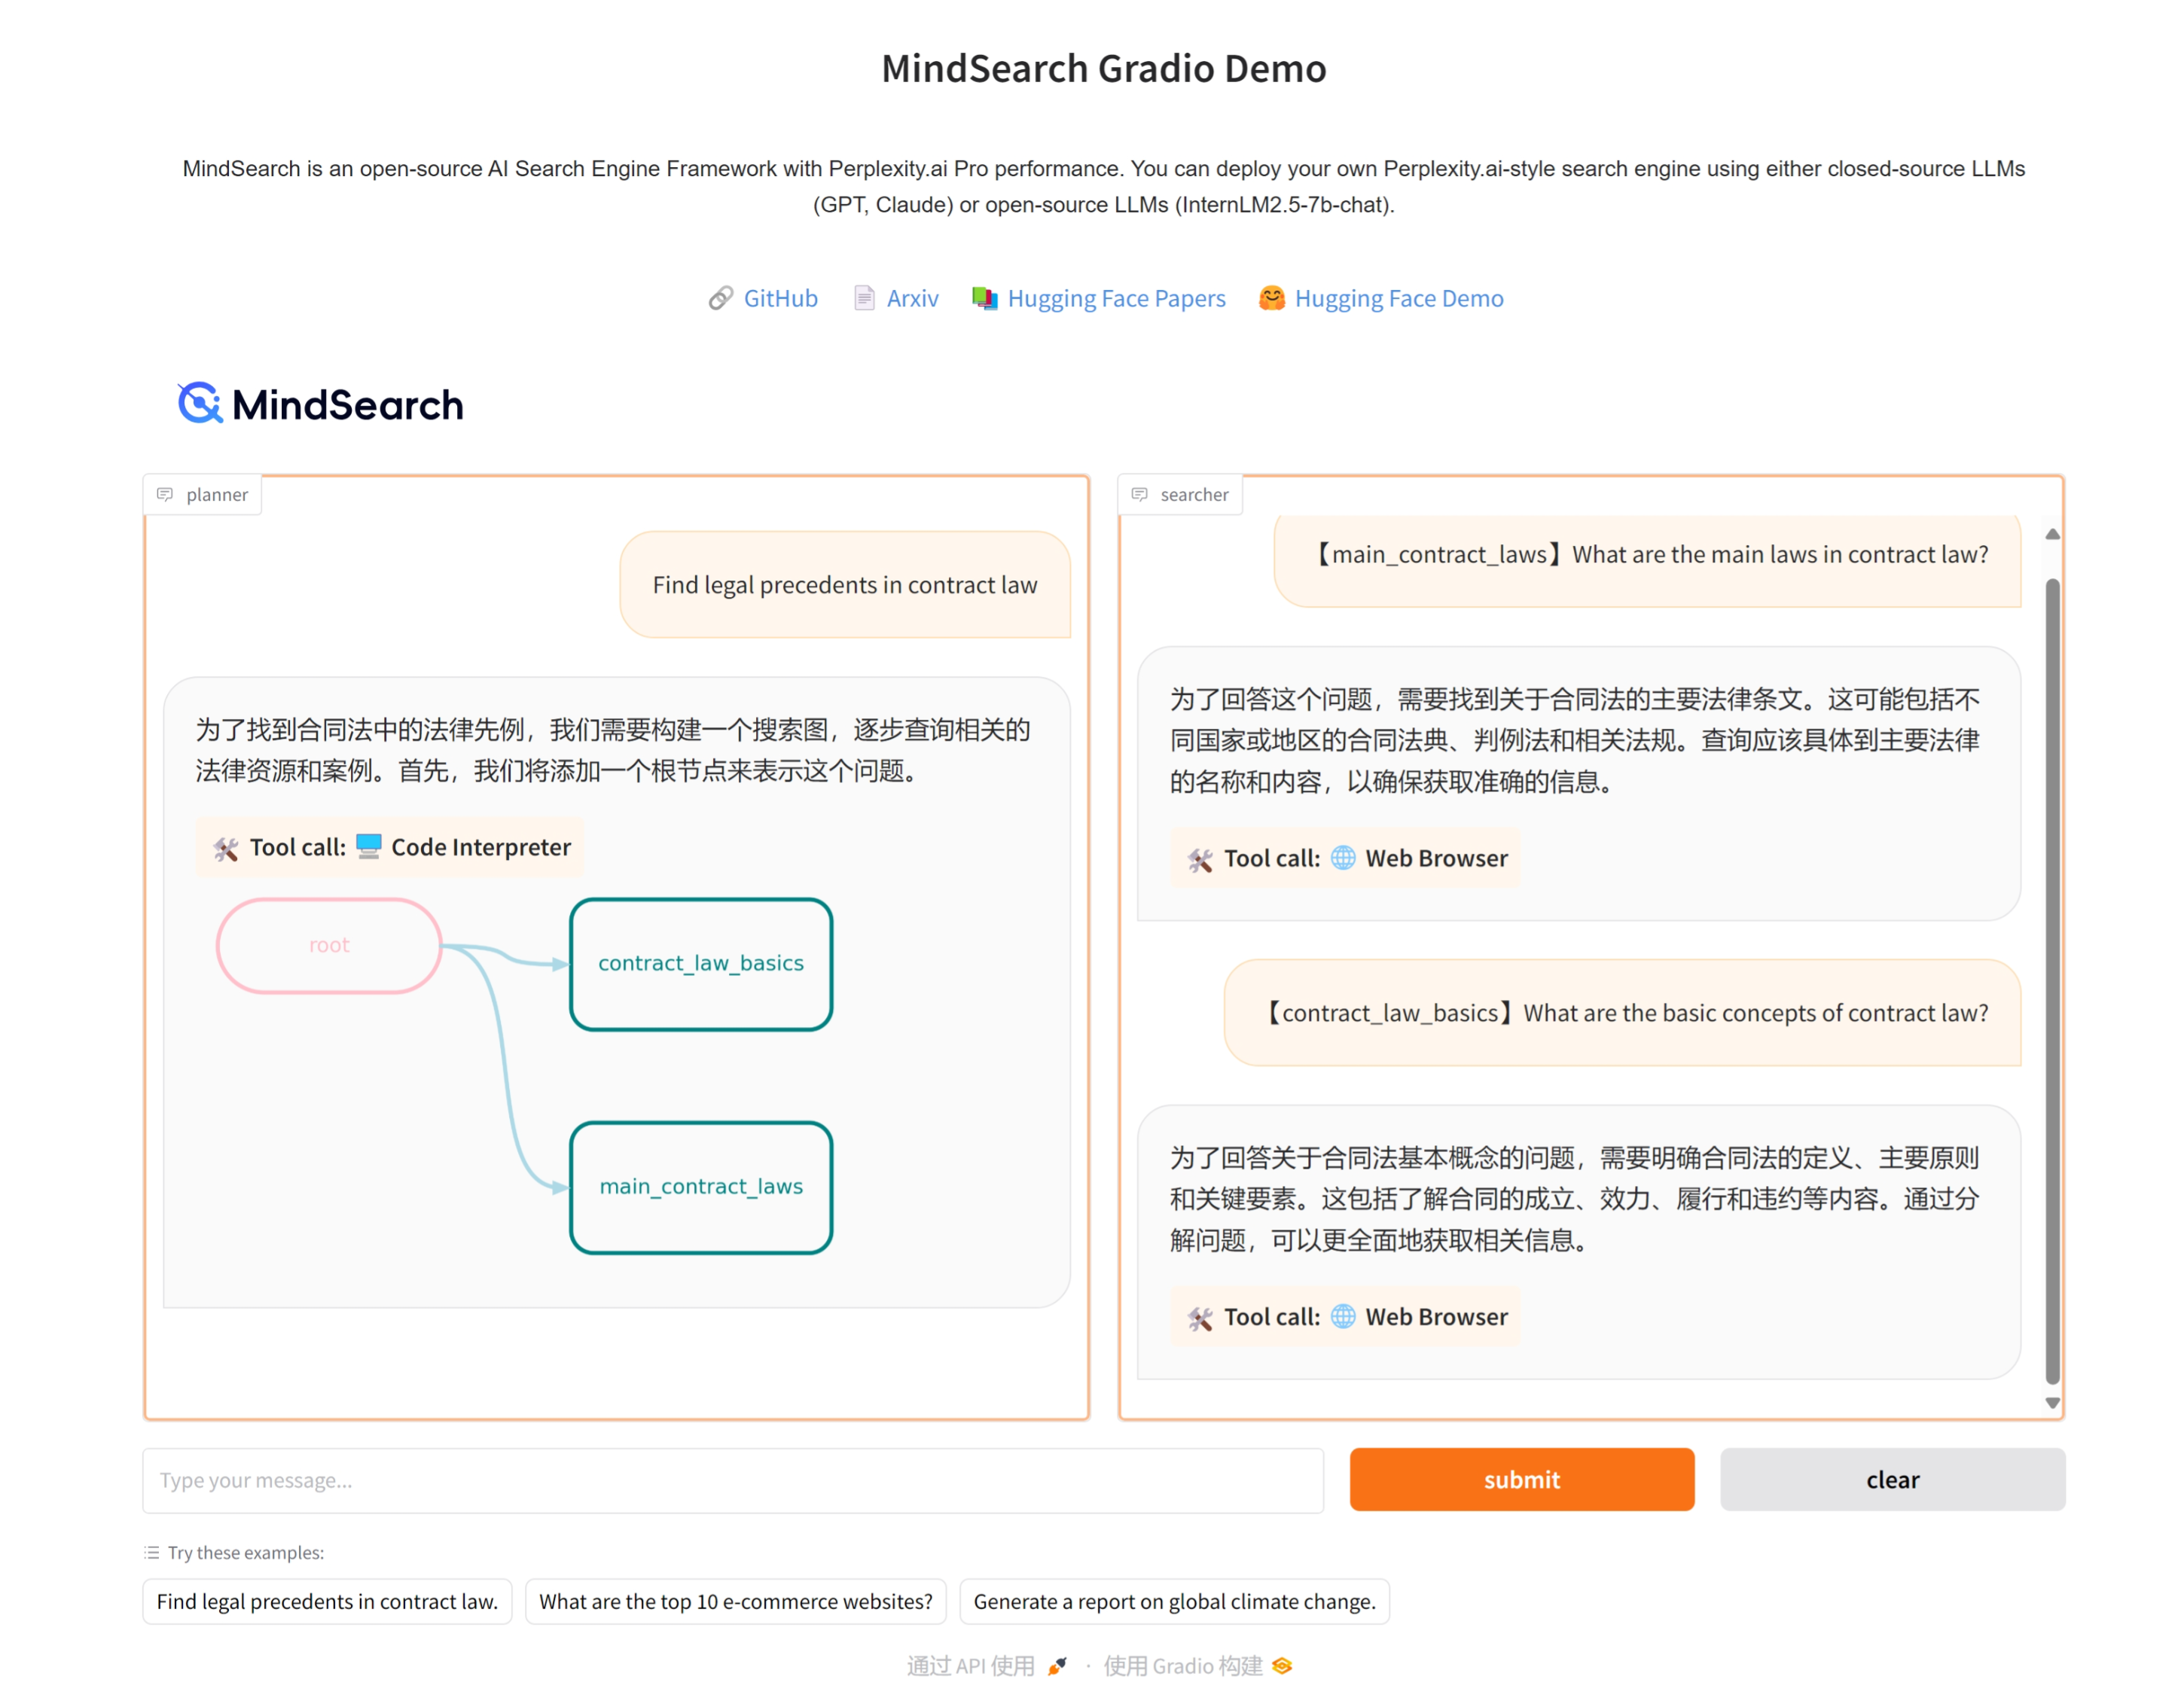 MindSearch Gradio Demo
MindSearch is an open-source AI Search Engine Framework with Perplexity.ai Pro performance. You can deploy your own Perplexity.ai-style search engine using either closed-source LLMs
(GPT, Claude) or open-source LLMs (InternLM2.5-7b-chat).
GitHub Arxiv Hugging Face Papers Hugging Face Demo
MindSearch
planner
Find legal precedents in contract law
为了找到合同法中的法律先例，我们需要构建一个搜索图，逐步查询相关的
法律资源和案例。首先，我们将添加一个根节点来表示这个问题。
Tool call: Code Interpreter
root
contract_law_basics
main_contract_laws
searcher
【main_contract_laws】What are the main laws in contract law?
为了回答这个问题，需要找到关于合同法的主要法律条文。这可能包括不
同国家或地区的合同法典、判例法和相关法规。查询应该具体到主要法律
的名称和内容，以确保获取准确的信息。
Tool call: Web Browser
【contract_law_basics】What are the basic concepts of contract law?
为了回答关于合同法基本概念的问题，需要明确合同法的定义、主要原则
和关键要素。这包括了解合同的成立、效力、履行和违约等内容。通过分
解问题，可以更全面地获取相关信息。
Tool call: Web Browser
Type your message...
submit
clear
Try these examples:
Find legal precedents in contract law.
What are the top 10 e-commerce websites?
Generate a report on global climate change.
通过 API 使用 · 使用 Gradio 构建